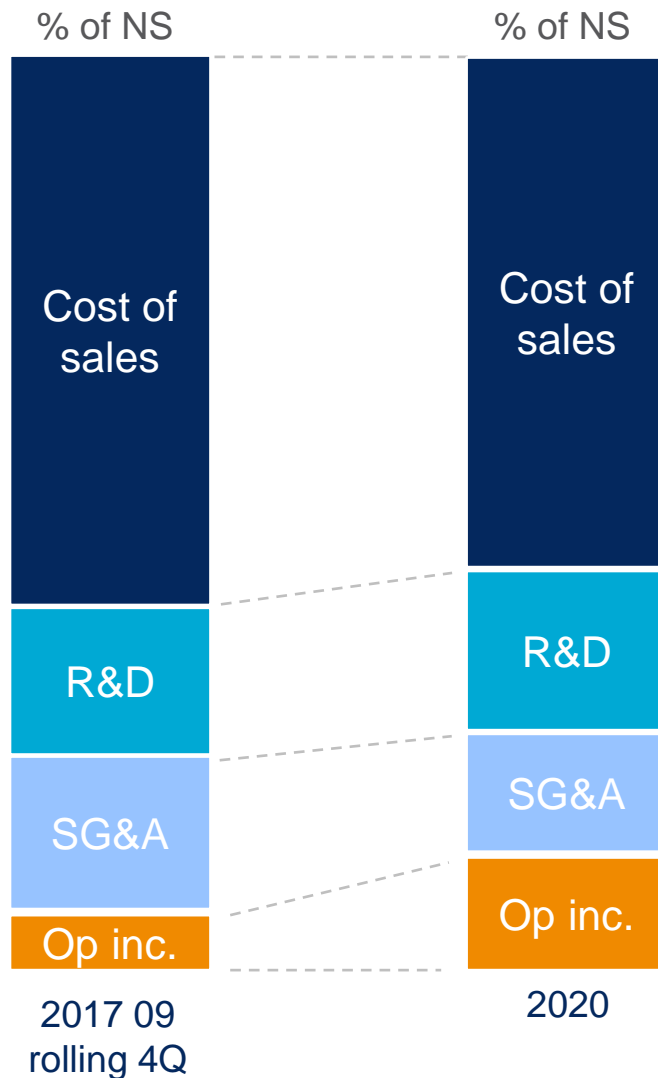 % of NS
Cost of
sales
R&D
SG&A
Op inc.
2017 09
rolling 4Q
% of NS
Cost of
sales
R&D
SG&A
Op inc.
2020